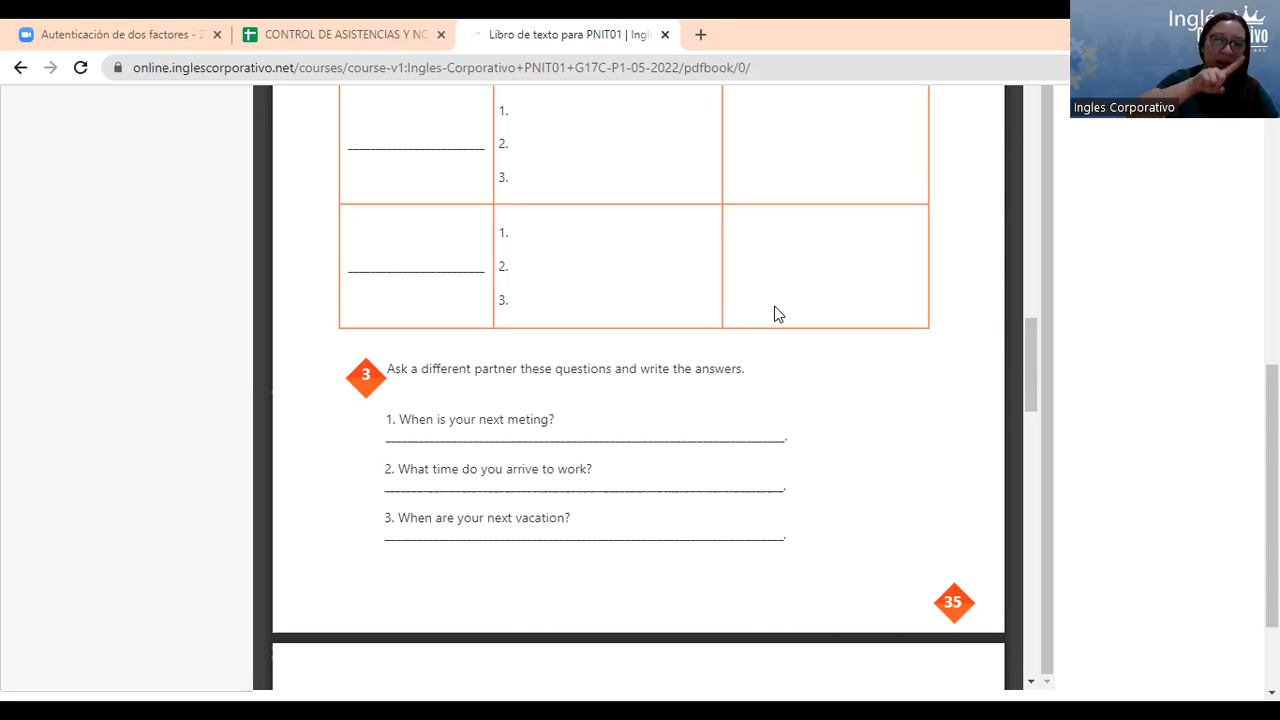 Autenticación de dos factores - 2
CONTROL DE ASISTENCIAS Y NO
Libro de texto para PNIT01 | Ingl
online.inglescorporativo.net/courses/course-v1:Ingles-Corporativo+PNIT01+G17C-P1-05-2022/pdfbook/0/
Ingles Corporativo
1.
2.
3.
1.
2.
3.
3 Ask a different partner these questions and write the answers.
1. When is your next meting?
2. What time do you arrive to work?
3. When are your next vacation?
35